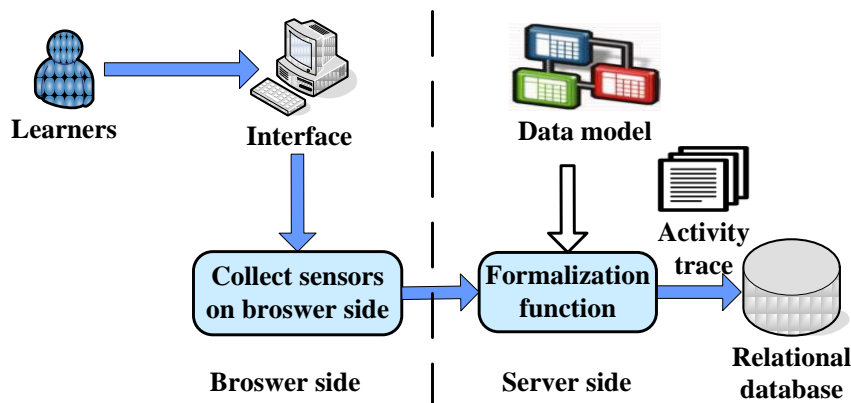 Learners
Interface
Data model
Activity
trace
Collect sensors
on broswer side
Formalization
function
Relational
database
Broswer side
Server side